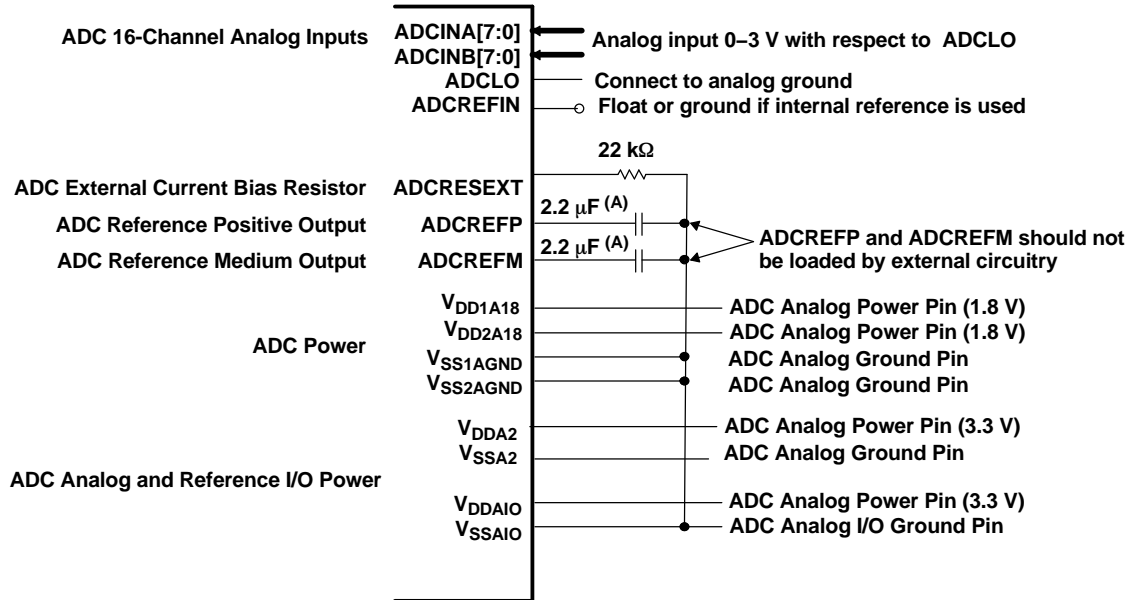 ADC 16-Channel Analog Inputs
ADCINA[7:0]
ADCINB[7:0]
Analog input 0–3 V with respect to ADCLO
ADCLO
Connect to analog ground
ADCREFIN
Float or ground if internal reference is used
22 kΩ
ADC External Current Bias Resistor
ADCRESEXT
ADC Reference Positive Output
ADCREFP
2.2 μF (A)
ADC Reference Medium Output
ADCREFM
2.2 μF (A)
ADCREFP and ADCREFM should not
be loaded by external circuitry
ADC Power
VDD1A18
ADC Analog Power Pin (1.8 V)
VDD2A18
ADC Analog Power Pin (1.8 V)
VSS1AGND
ADC Analog Ground Pin
VSS2AGND
ADC Analog Ground Pin
ADC Analog and Reference I/O Power
VDDA2
ADC Analog Power Pin (3.3 V)
VSSA2
ADC Analog Ground Pin
VDDAIO
ADC Analog Power Pin (3.3 V)
VSSAIO
ADC Analog I/O Ground Pin